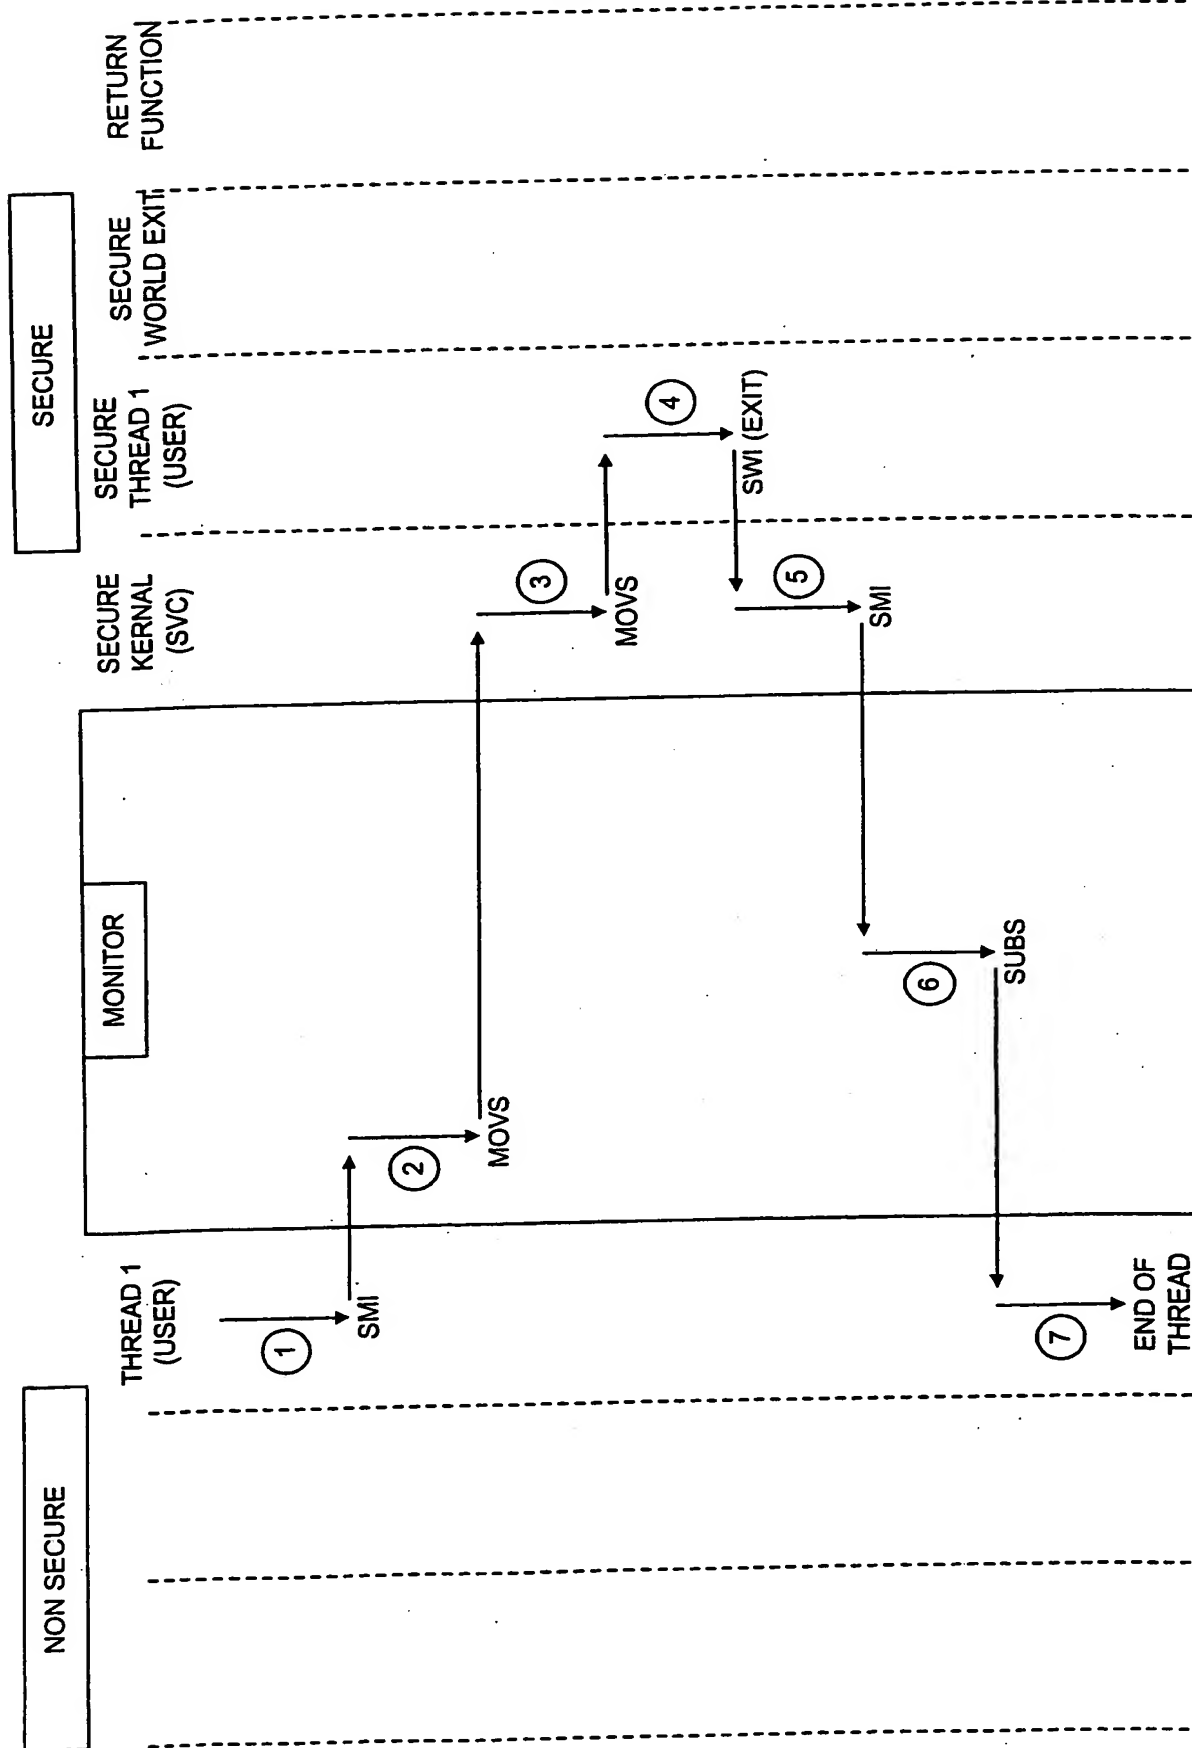 NON SECURE
MONITOR
SECURE
THREAD 1
(USER)
SECURE
KERNAL
(SVC)
SECURE
THREAD 1
(USER)
SECURE
WORLD EXIT
RETURN
FUNCTION
1
SMI
2
MOVS
3
MOVS
4
SWI (EXIT)
5
SMI
6
SUBS
7
END OF
THREAD